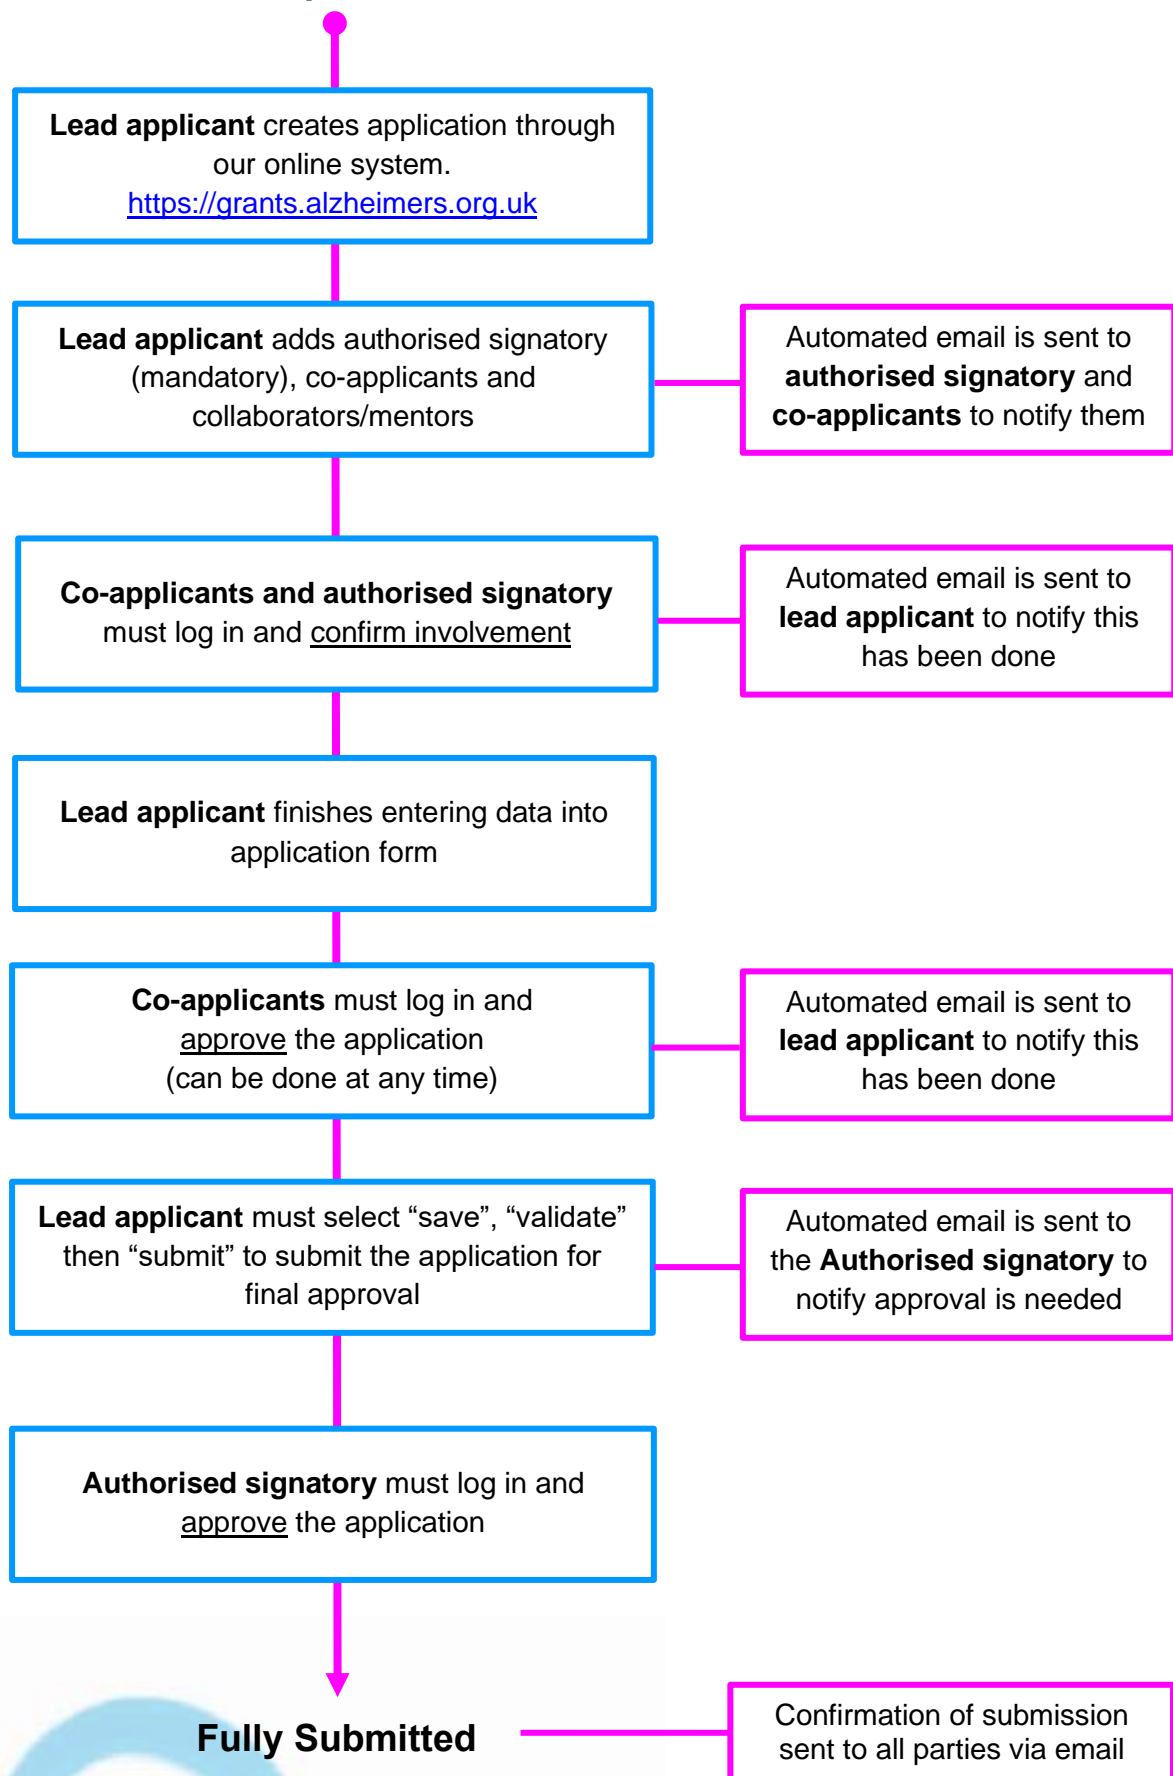 Lead applicant creates application through
our online system.
https://grants.alzheimers.org.uk
Lead applicant adds authorised signatory
(mandatory), co-applicants and
collaborators/mentors
Automated email is sent to
authorised signatory and
co-applicants to notify them
Co-applicants and authorised signatory
must log in and confirm involvement
Automated email is sent to
lead applicant to notify this
has been done
Lead applicant finishes entering data into
application form
Co-applicants must log in and
approve the application
(can be done at any time)
Automated email is sent to
lead applicant to notify this
has been done
Lead applicant must select “save”, “validate”
then “submit” to submit the application for
final approval
Automated email is sent to
the Authorised signatory to
notify approval is needed
Authorised signatory must log in and
approve the application
Fully Submitted
Confirmation of submission
sent to all parties via email